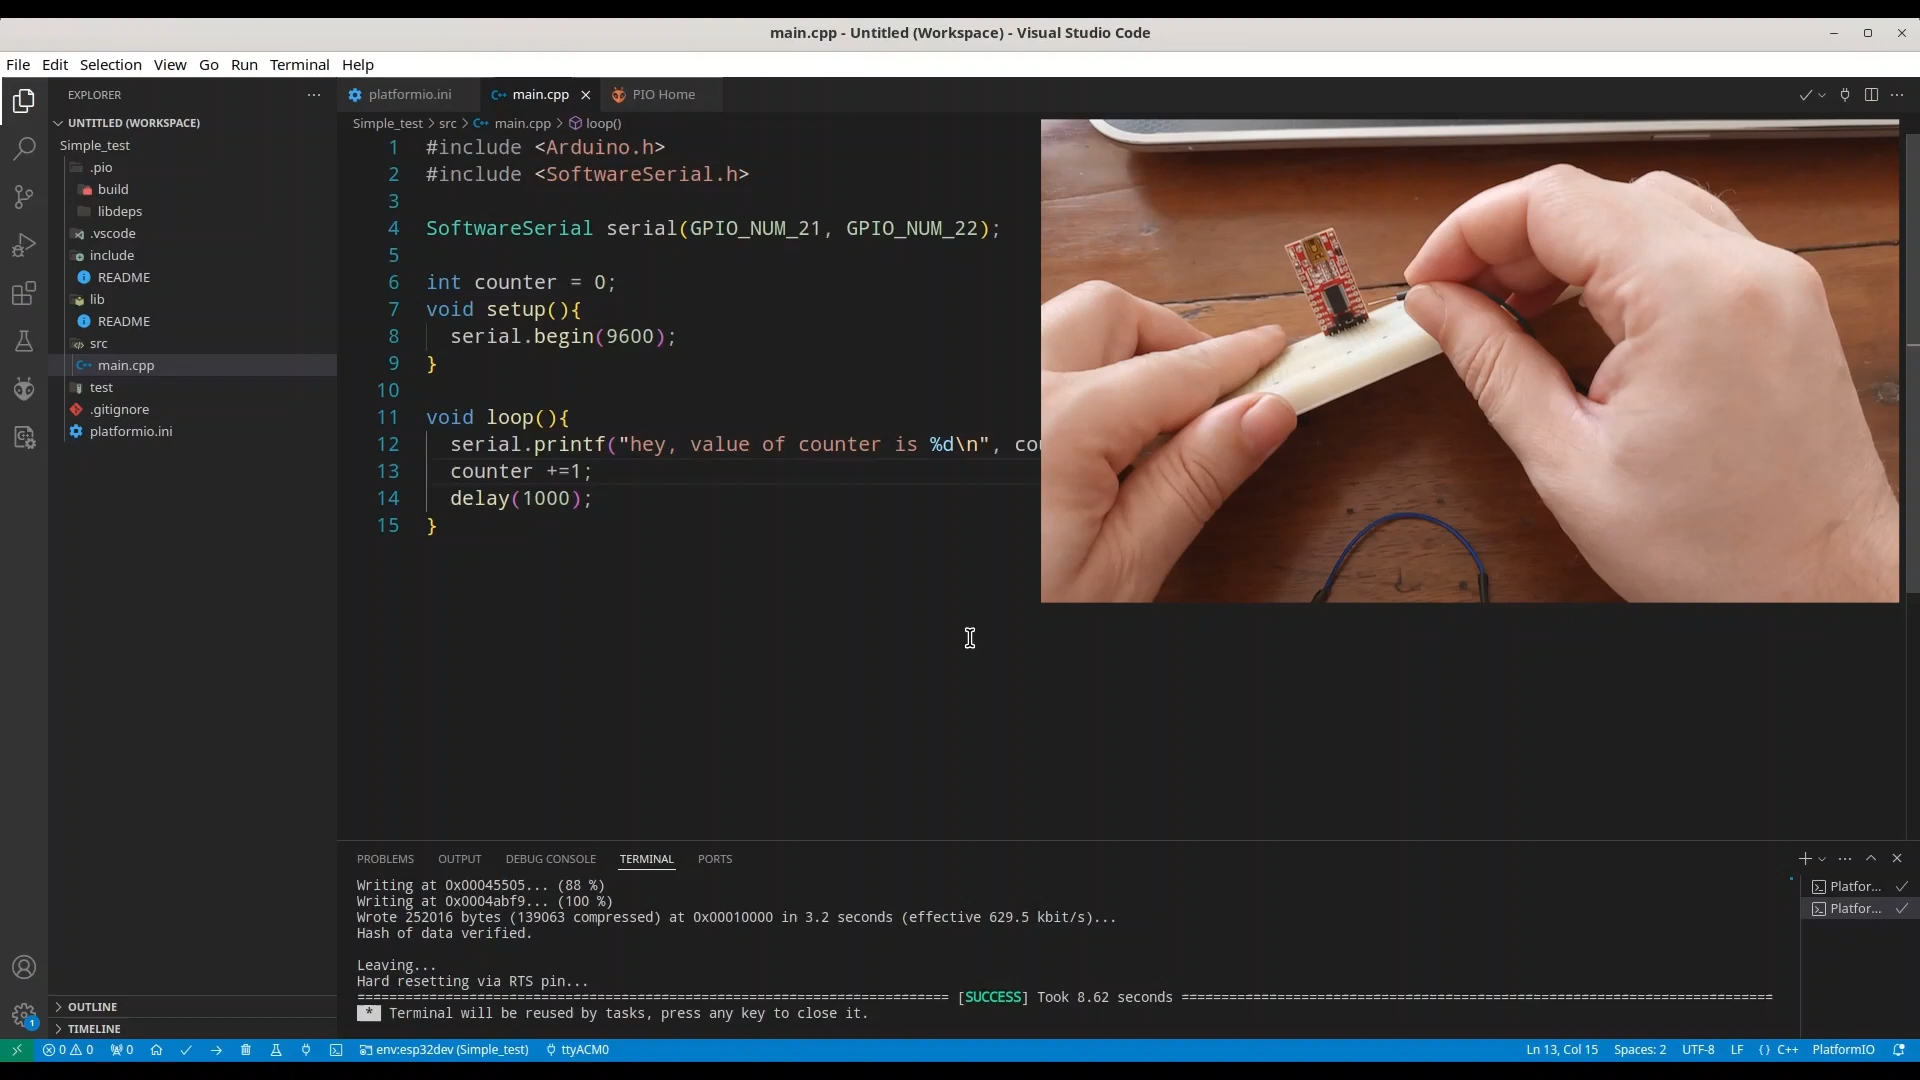 main.cpp - Untitled (Workspace) - Visual Studio Code
File Edit Selection View Go Run Terminal Help
EXPLORER
UNTITLED (WORKSPACE)
Simple_test
.pio
build
libdeps
.vscode
include
README
lib
README
src
main.cpp
test
.gitignore
platformio.ini
OUTLINE
TIMELINE
platformio.ini main.cpp PIO Home
Simple_test > src > main.cpp > loop()
1 #include <Arduino.h>
2 #include <SoftwareSerial.h>
3
4 SoftwareSerial serial(GPIO_NUM_21, GPIO_NUM_22);
5
6 int counter = 0;
7 void setup(){
8 serial.begin(9600);
9 }
10
11 void loop(){
12 serial.printf("hey, value of counter is %d\n", cou
13 counter +=1;
14 delay(1000);
15 }
PROBLEMS OUTPUT DEBUG CONSOLE TERMINAL PORTS
Writing at 0x00045505... (88 %)
Writing at 0x0004abf9... (100 %)
Wrote 252016 bytes (139063 compressed) at 0x00010000 in 3.2 seconds (effective 629.5 kbit/s)...
Hash of data verified.
Leaving...
Hard resetting via RTS pin...
========================================================================== [SUCCESS] Took 8.62 seconds ==========================================================================
* Terminal will be reused by tasks, press any key to close it.
Platfor...
Platfor...
1
0 0 0 env:esp32dev (Simple_test) ttyACM0 Ln 13, Col 15 Spaces: 2 UTF-8 LF {} C++ PlatformIO